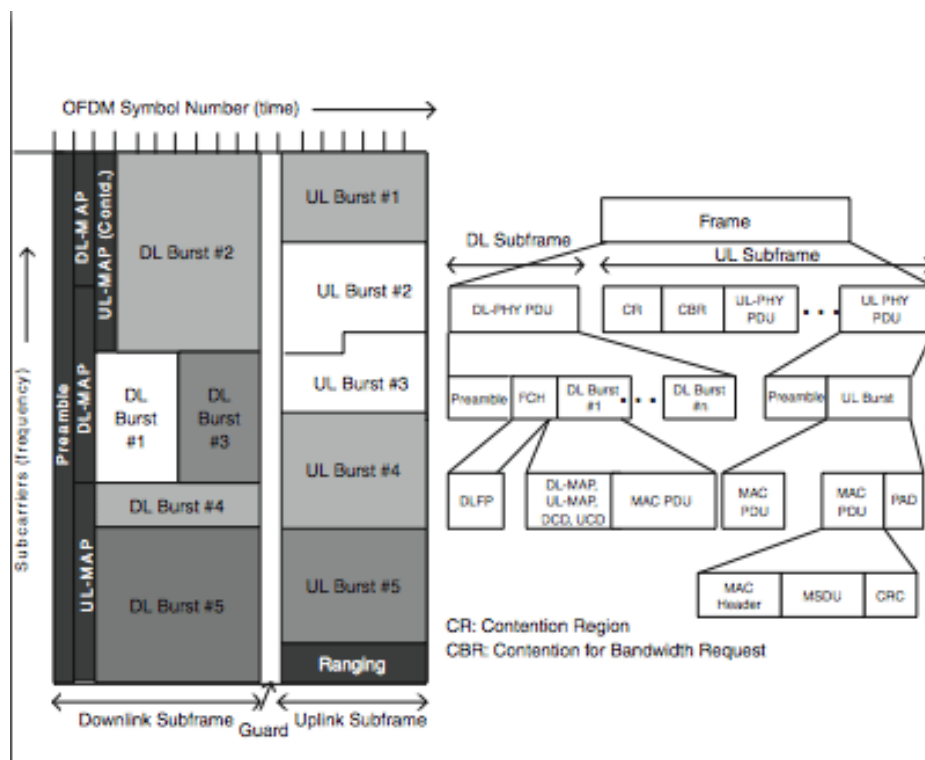 OFDM Symbol Number (time)
Subcarriers (frequency)
Preamble
DL-MAP
DL-MAP
UL-MAP
UL-MAP (Contd.)
DL Burst #2
DL
Burst
#1
DL
Burst
#3
DL Burst #4
DL Burst #5
UL Burst #1
UL Burst #2
UL Burst #3
UL Burst #4
UL Burst #5
Ranging
Downlink Subframe
Guard
Uplink Subframe
Frame
DL Subframe
UL Subframe
DL-PHY PDU
CR
CBR
UL-PHY
PDU
UL PHY
PDU
Preamble
FCH
DL Burst
#1
DL Burst
#n
Preamble
UL Burst
DLFP
DL-MAP,
UL-MAP,
DCD, UCD
MAC PDU
MAC
PDU
MAC
PDU
PAD
MAC
Header
MSDU
CRC
CR: Contention Region
CBR: Contention for Bandwidth Request